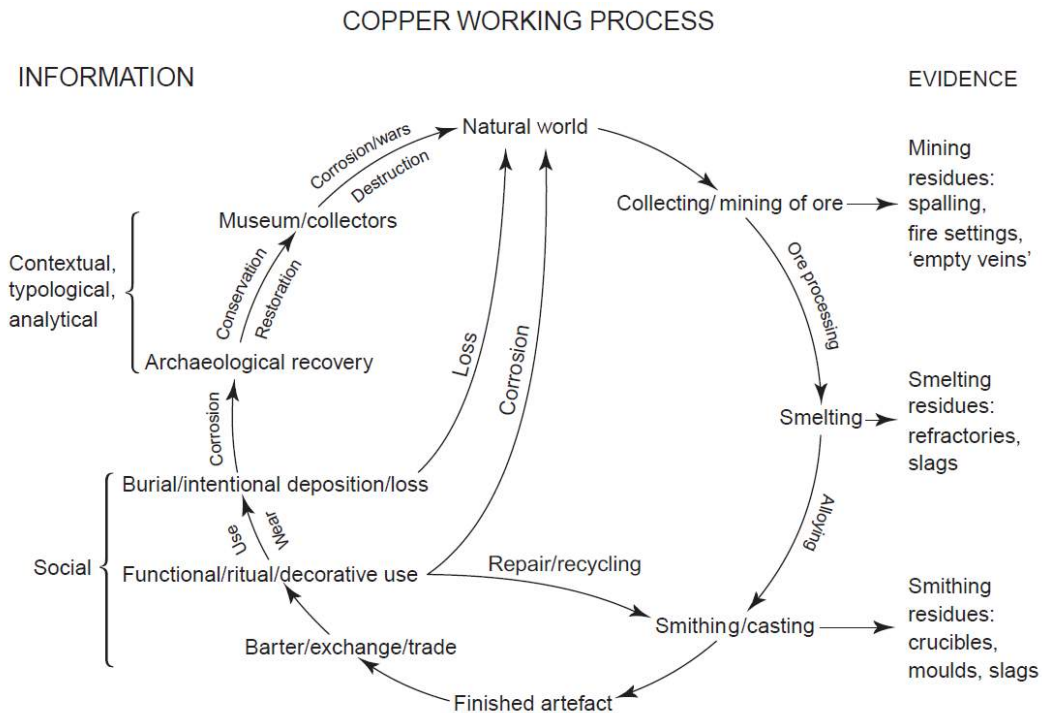 COPPER WORKING PROCESS
INFORMATION
EVIDENCE
Natural world
Corrosion/wars
Destruction
Museum/collectors
Collecting/ mining of ore
Mining
residues:
spalling,
fire settings,
‘empty veins’
Contextual,
typological,
analytical
Conservation
Restoration
Ore processing
Loss
Corrosion
Archaeological recovery
Smelting
Smelting
residues:
refractories,
slags
Corrosion
Burial/intentional deposition/loss
Alloying
Use
Wear
Social
Functional/ritual/decorative use
Repair/recycling
Smithing/casting
Smithing
residues:
crucibles,
moulds, slags
Barter/exchange/trade
Finished artefact